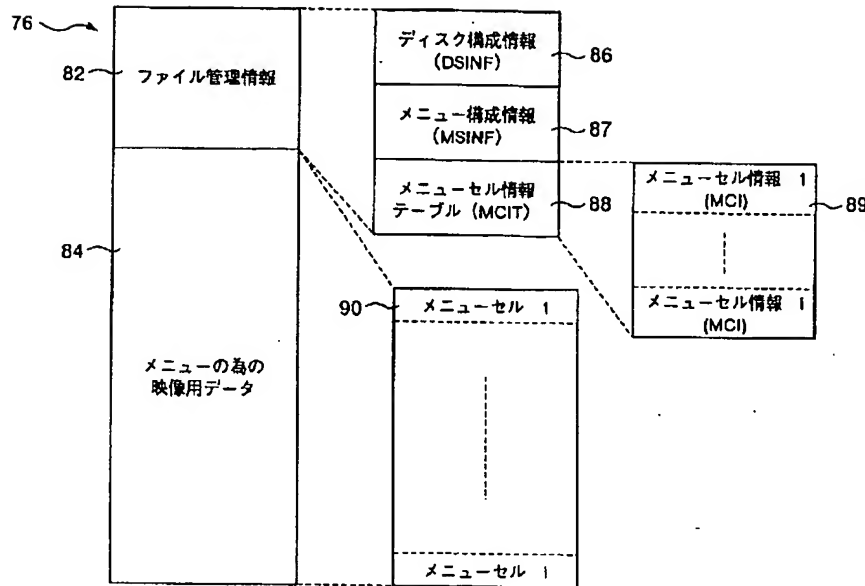 76
82
ファイル管理情報
84
メニューの為の
映像用データ
ディスク構成情報
(DSINF)
86
メニュー構成情報
(MSINF)
87
メニューセル情報
テーブル (MCIT)
88
メニューセル情報 1
(MCI)
89
メニューセル情報 i
(MCI)
90
メニューセル 1
メニューセル i